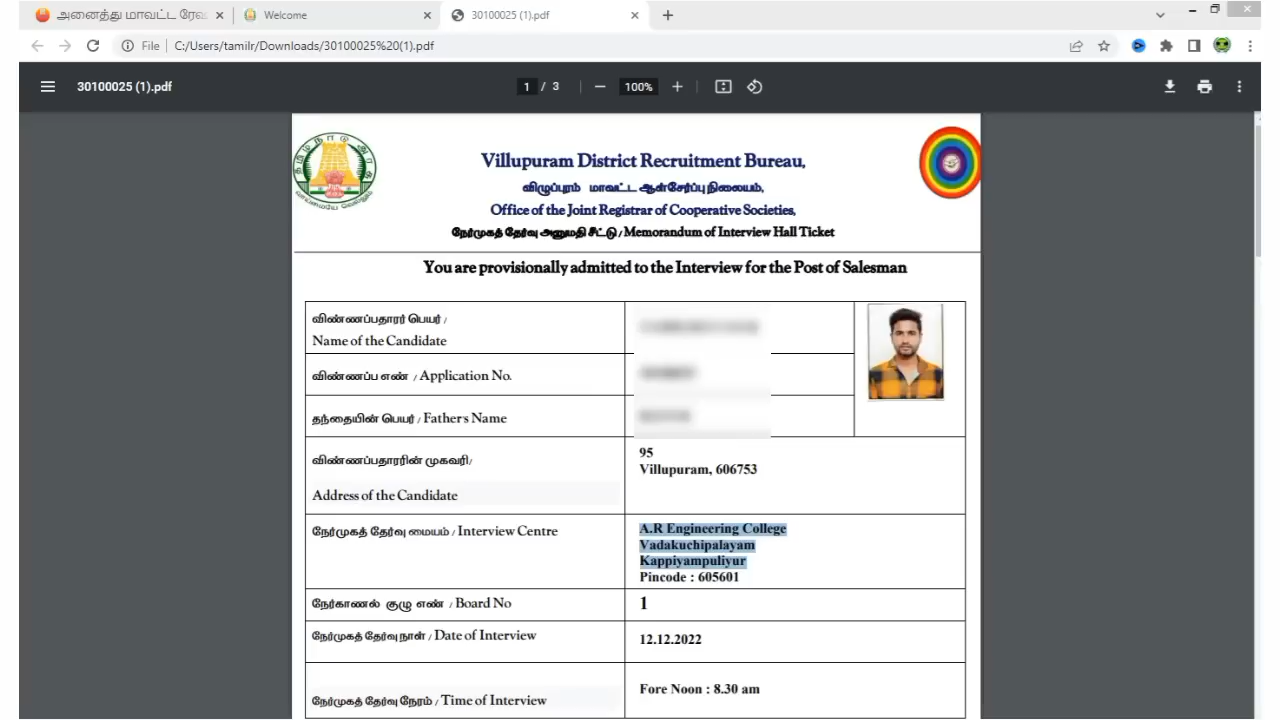 அனைத்து மாவட்ட ரேஷ
Welcome
30100025 (1).pdf
File
C:/Users/tamilr/Downloads/30100025%20(1).pdf
30100025 (1).pdf
1 / 3
100%
Villupuram District Recruitment Bureau,
விழுப்புரம் மாவட்ட ஆள்சேர்ப்பு நிலையம்,
Office of the Joint Registrar of Cooperative Societies,
நேர்முகத் தேர்வு அனுமதி சீட்டு / Memorandum of Interview Hall Ticket
You are provisionally admitted to the Interview for the Post of Salesman
விண்ணப்பதாரர் பெயர் /
Name of the Candidate
விண்ணப்ப எண் / Application No.
தந்தையின் பெயர் / Father's Name
விண்ணப்பதாரரின் முகவரி/
Address of the Candidate
95
Villupuram, 606753
நேர்முகத் தேர்வு மையம் / Interview Centre
A.R Engineering College
Vadakuchipalayam
Kappiyampuliyur
Pincode : 605601
நேர்காணல் குழு எண் / Board No
1
நேர்முகத் தேர்வு நாள் / Date of Interview
12.12.2022
நேர்முகத் தேர்வு நேரம் / Time of Interview
Fore Noon : 8.30 am